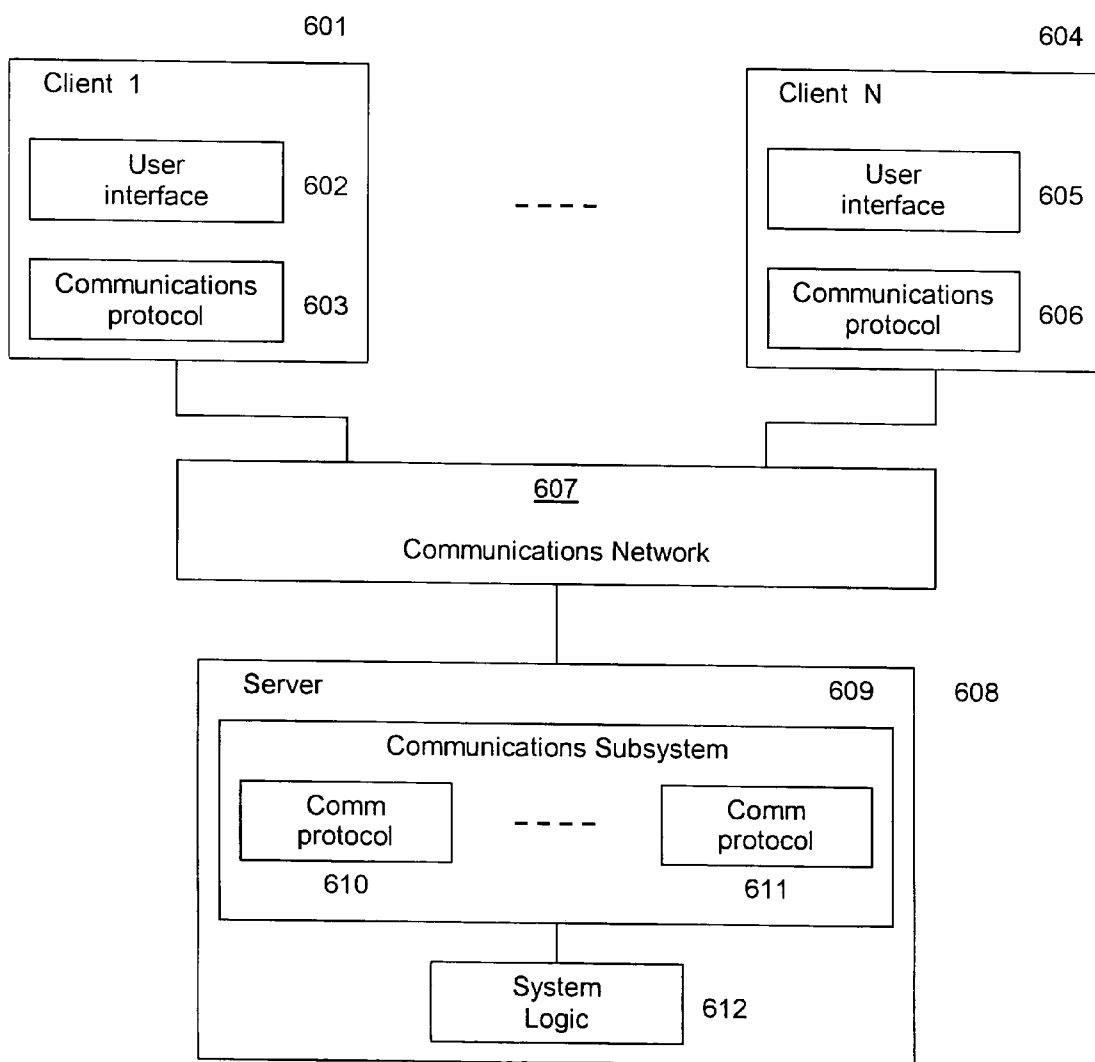 601
604
Client 1
Client N
User
interface
602
User
interface
605
Communications
protocol
603
Communications
protocol
606
607
Communications Network
Server
609
608
Communications Subsystem
Comm
protocol
Comm
protocol
610
611
System
Logic
612